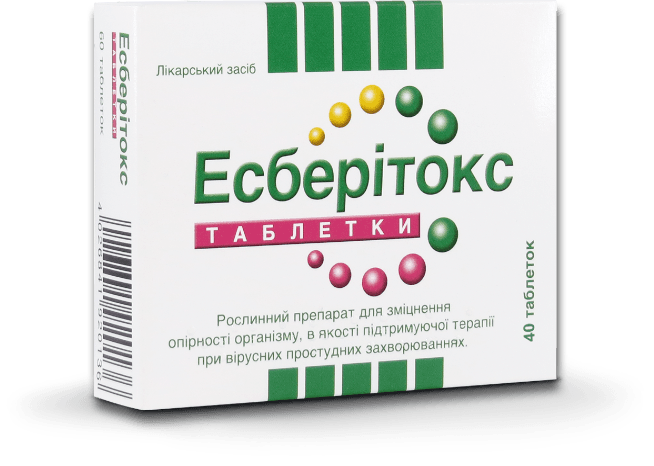 Есберітокс
ТАБЛЕТКИ
60 таблеток
Лікарський засіб
Есберітокс
ТАБЛЕТКИ
40 таблеток
Рослинний препарат для зміцнення
опірності організму, в якості підтримуючої терапії
при вірусних простудних захворюваннях.